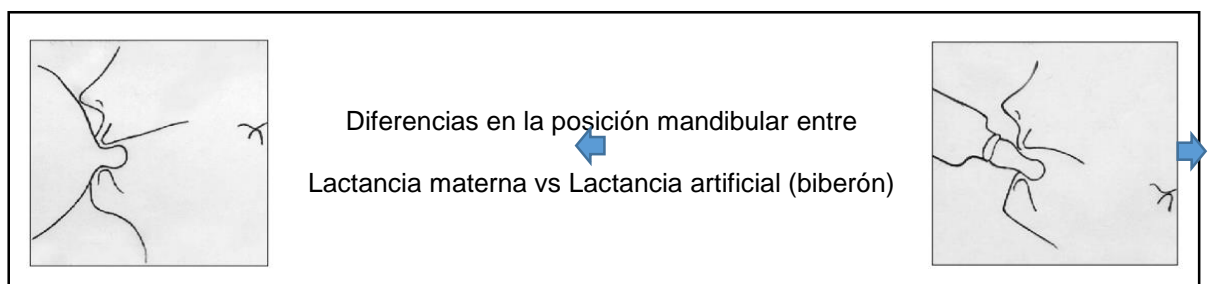 Diferencias en la posición mandibular entre
Lactancia materna vs Lactancia artificial (biberón)